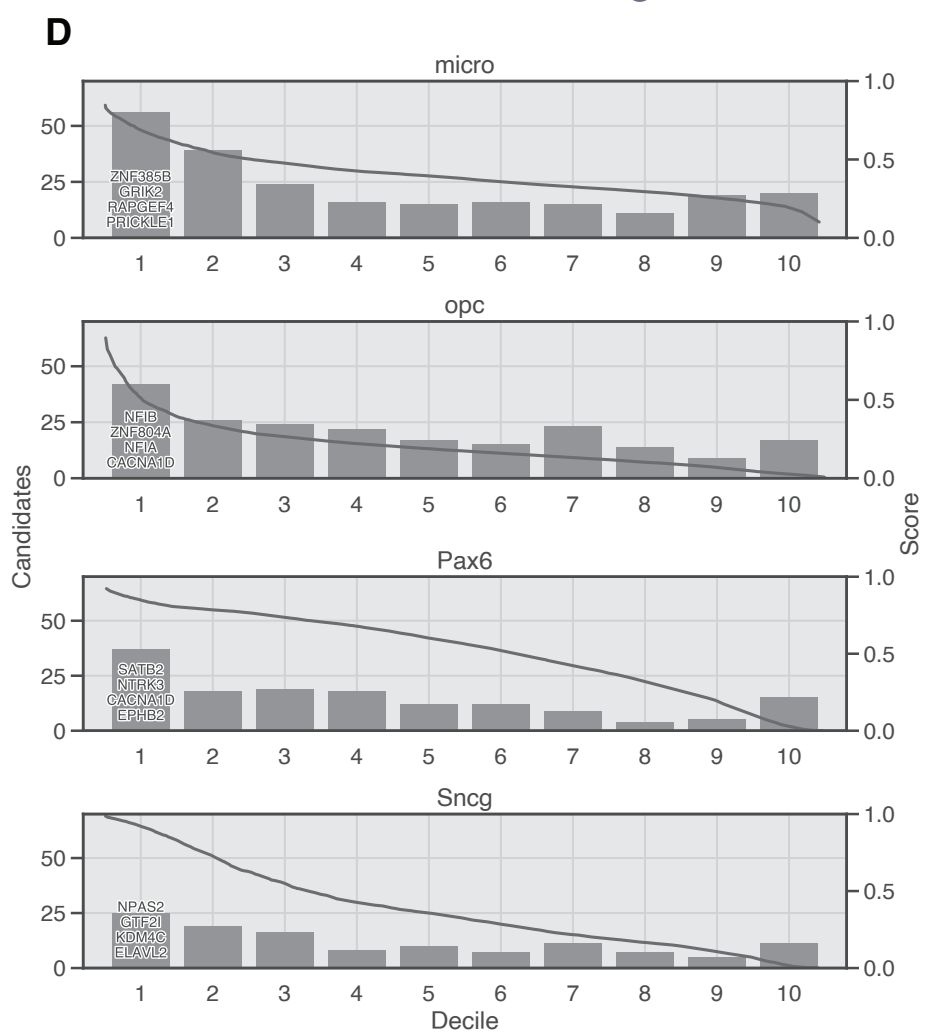 D
micro
1.0
50
0.5
25
ZNF385B
GRIK2
RAPGEF4
PRICKLE1
0
0.0
1 2 3 4 5 6 7 8 9 10
opc
1.0
50
0.5
25
NFIB
ZNF804A
NFIA
CACNA1D
0
0.0
1 2 3 4 5 6 7 8 9 10
Candidates
Score
Pax6
1.0
50
0.5
25
SATB2
NTRK3
CACNA1D
EPHB2
0
0.0
1 2 3 4 5 6 7 8 9 10
Sncg
1.0
50
0.5
25
NPAS2
GTF2I
KDM4C
ELAVL2
0
0.0
1 2 3 4 5 6 7 8 9 10
Decile